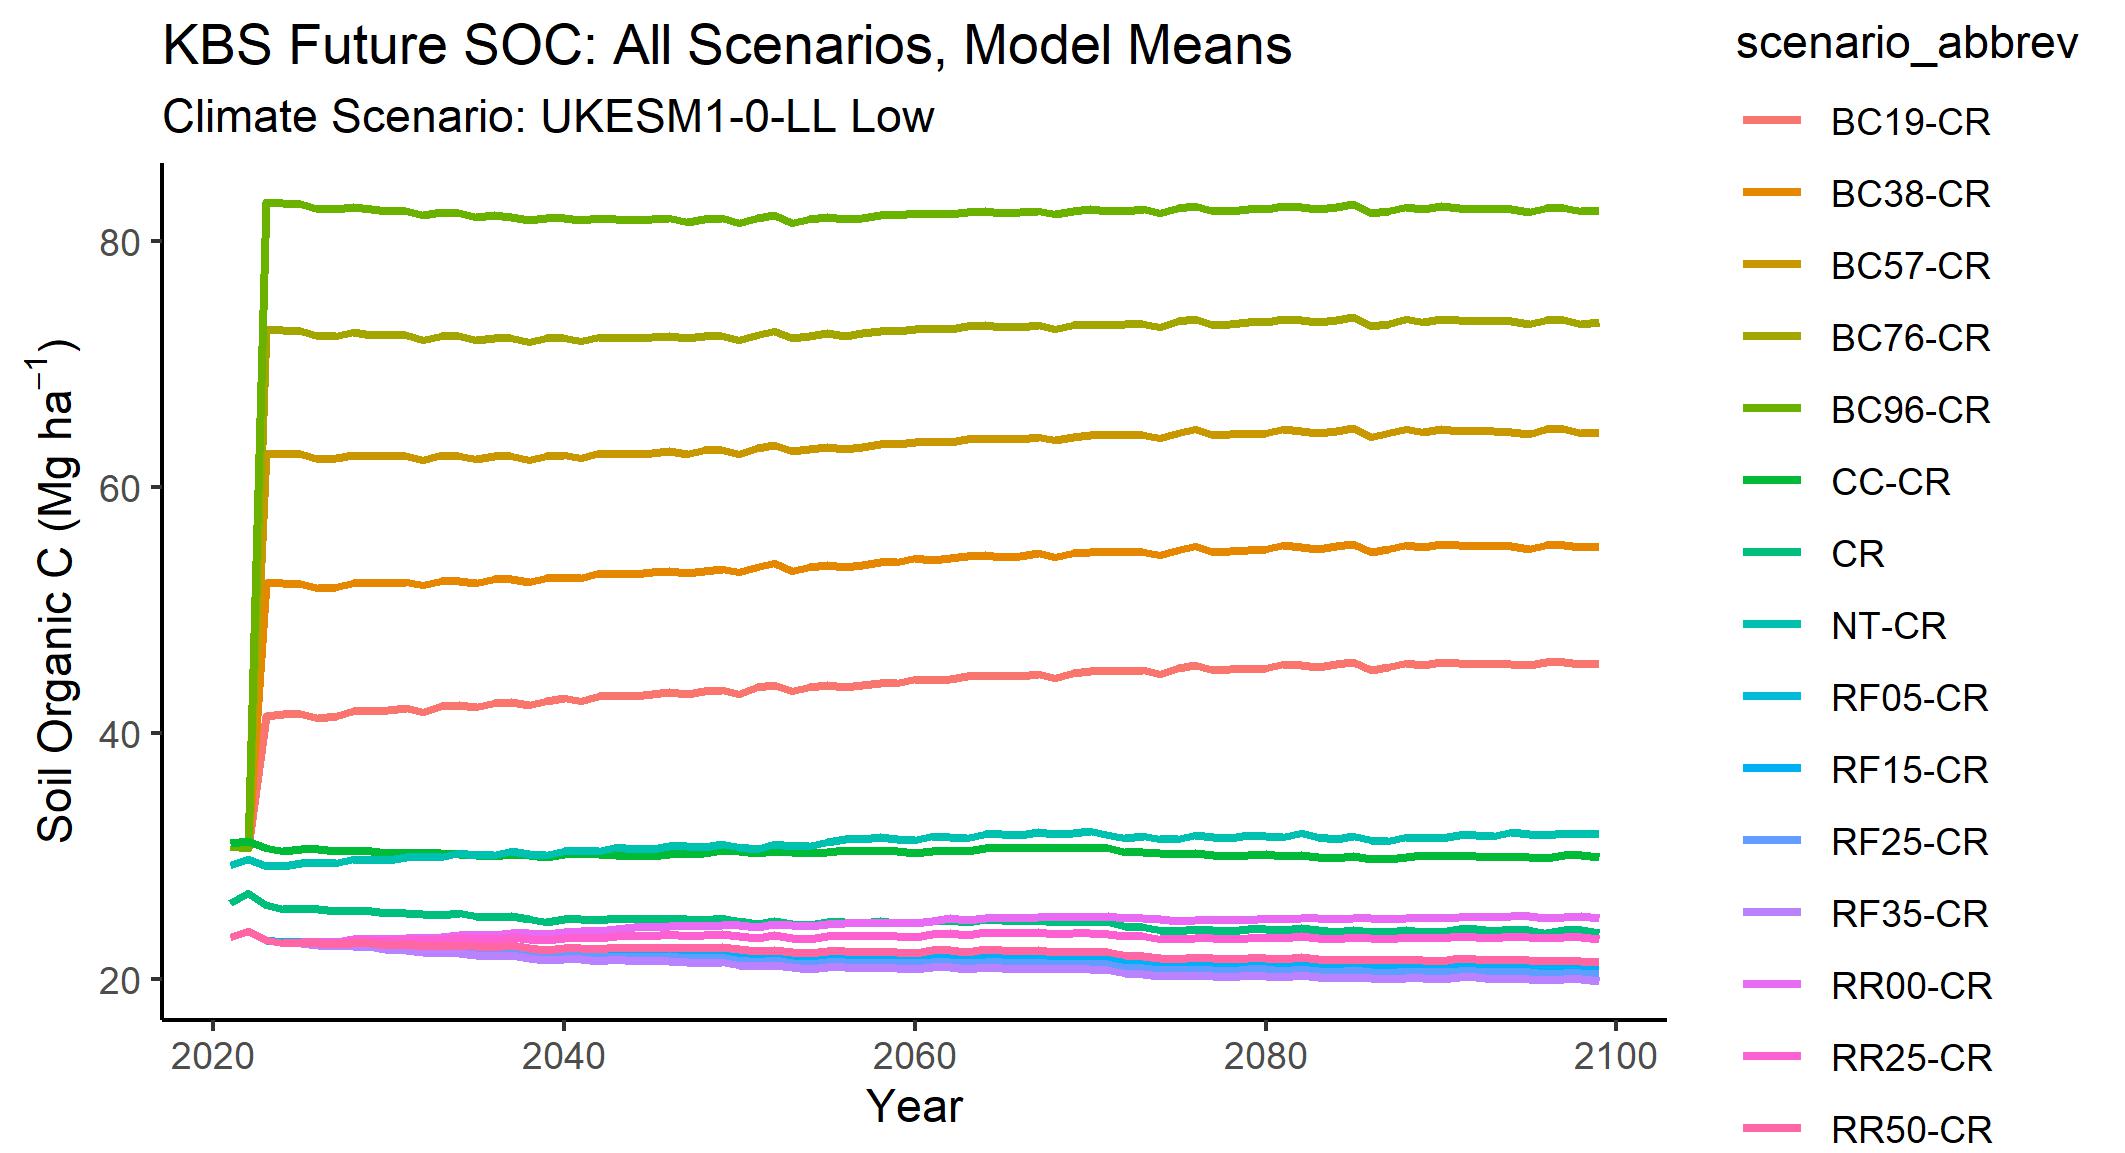 KBS Future SOC: All Scenarios, Model Means
Climate Scenario: UKESM1-0-LL Low
Soil Organic C (Mg ha⁻¹)
80
60
40
20
2020 2040 2060 2080 2100
Year
scenario_abbrev
BC19-CR
BC38-CR
BC57-CR
BC76-CR
BC96-CR
CC-CR
CR
NT-CR
RF05-CR
RF15-CR
RF25-CR
RF35-CR
RR00-CR
RR25-CR
RR50-CR